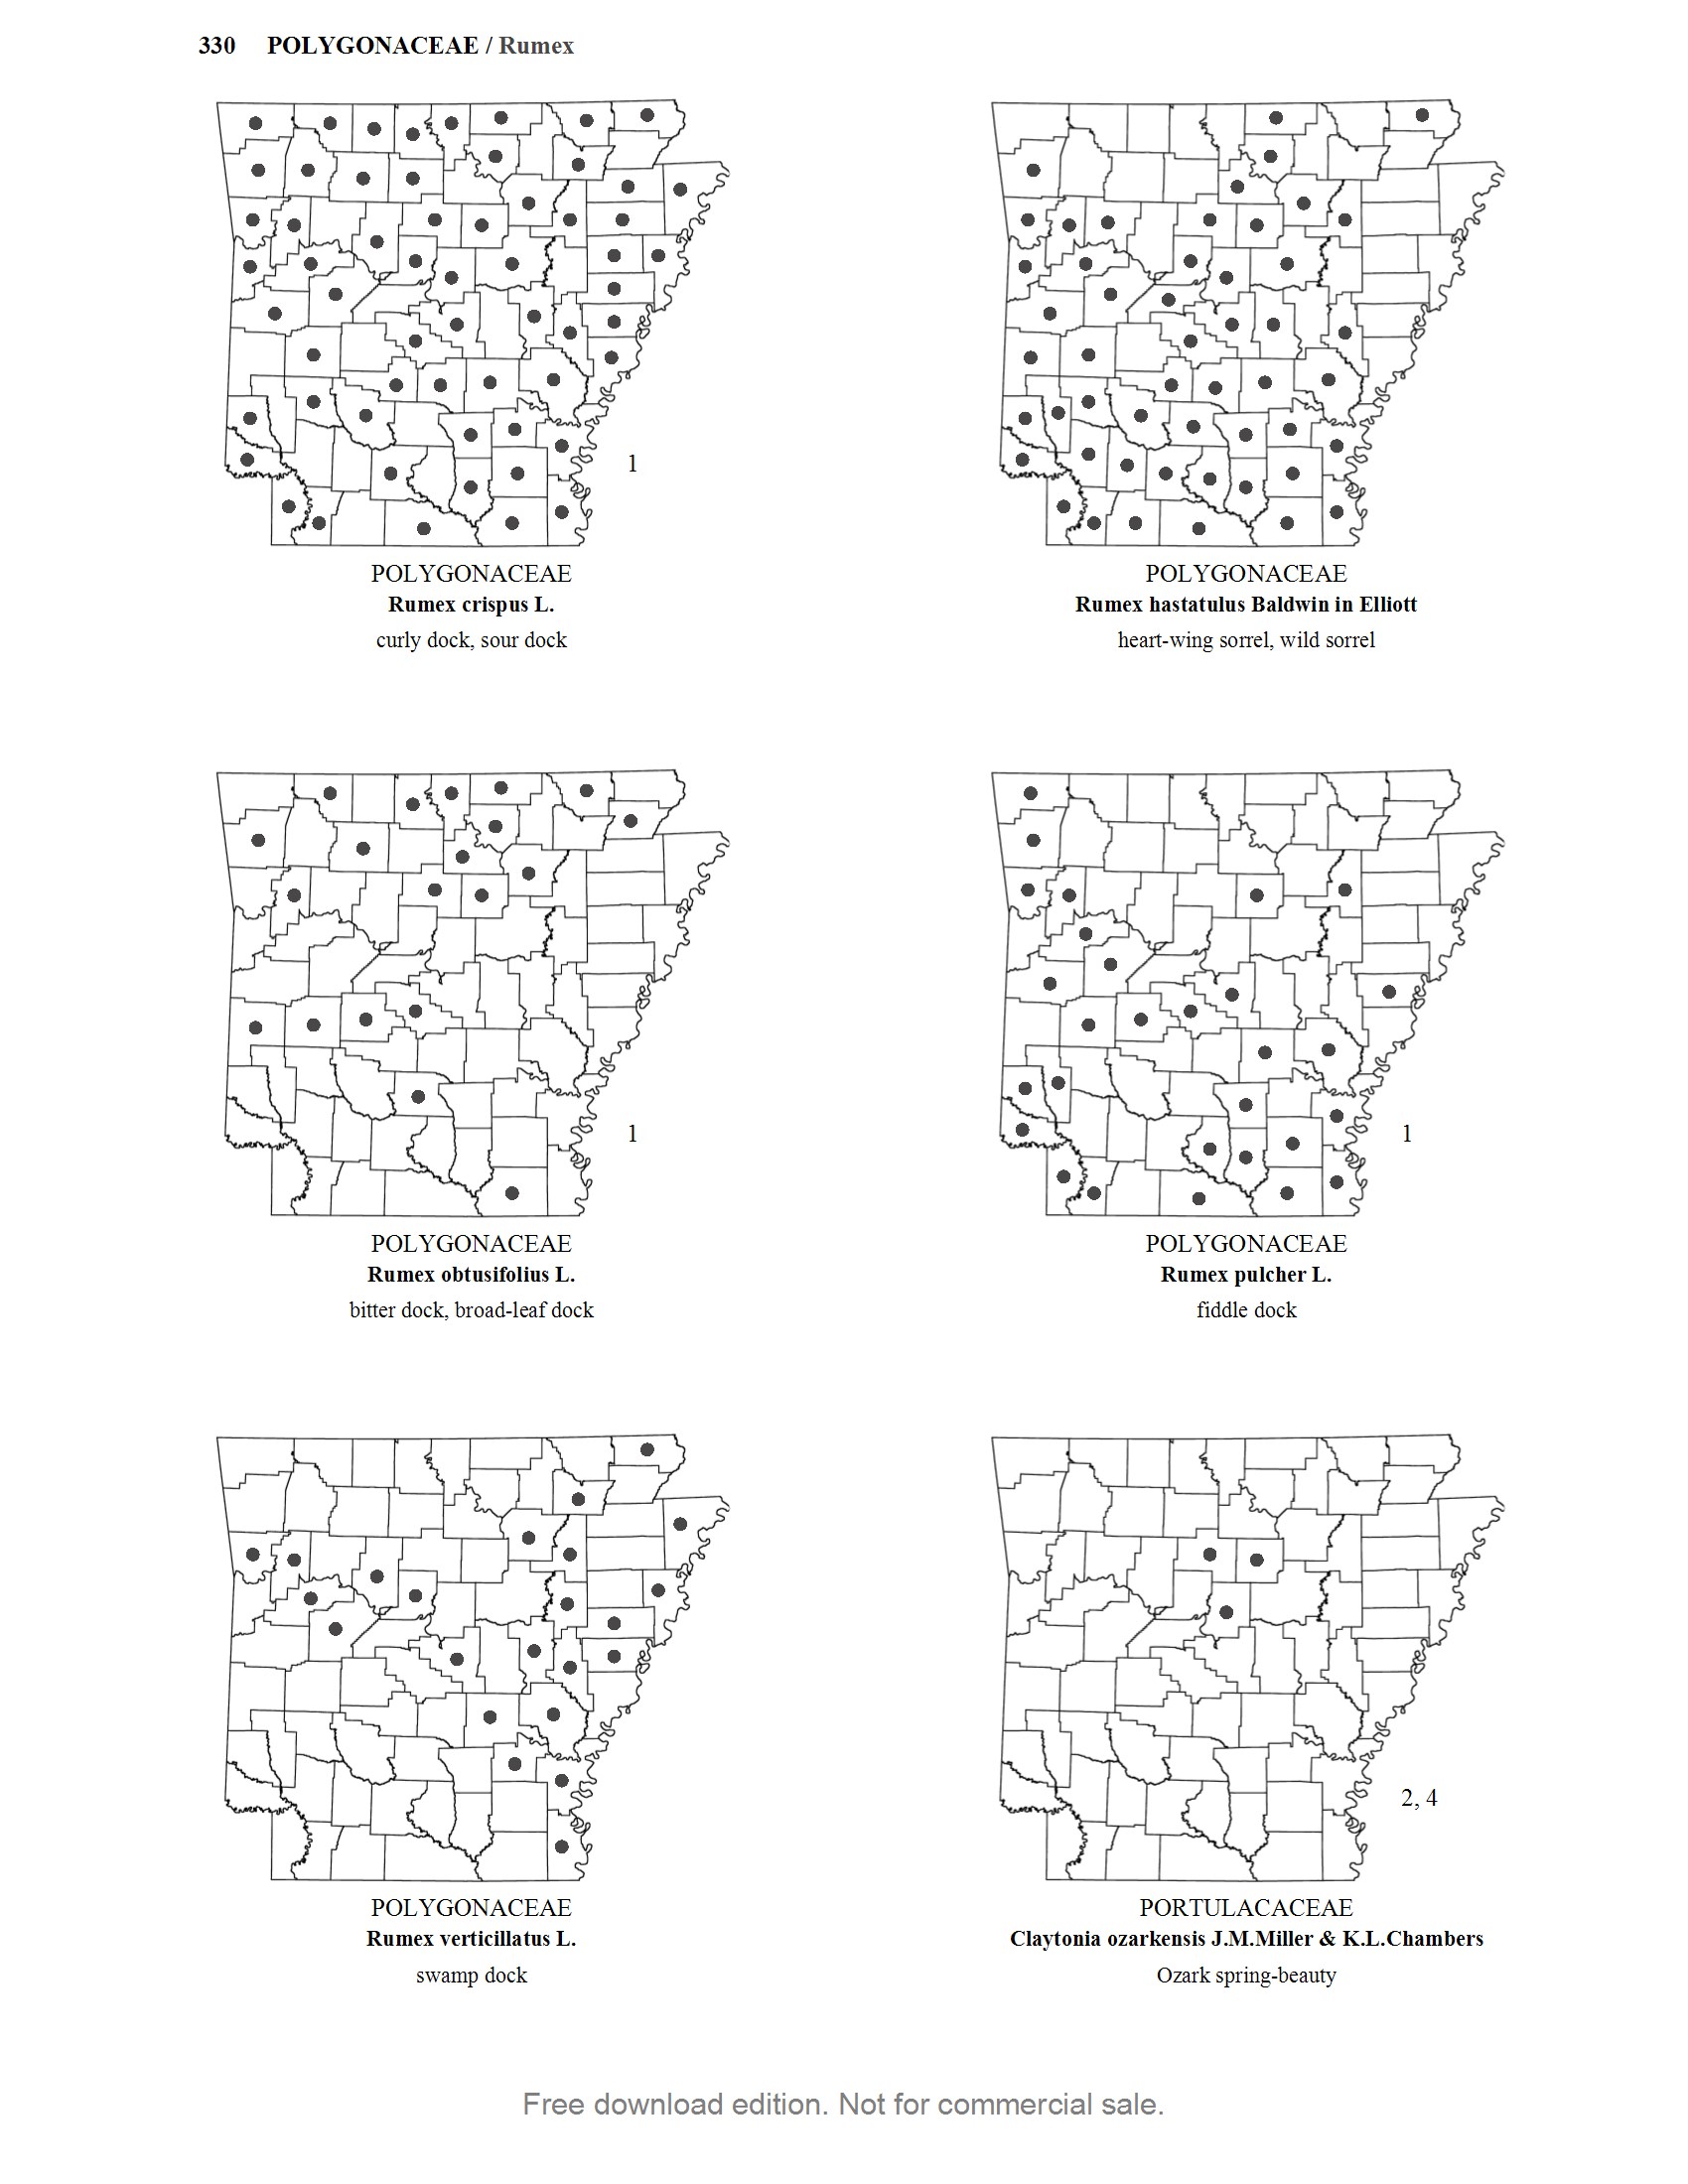 330 POLYGONACEAE / Rumex
1
POLYGONACEAE
Rumex crispus L.
curly dock, sour dock
POLYGONACEAE
Rumex hastatulus Baldwin in Elliott
heart-wing sorrel, wild sorrel
1
POLYGONACEAE
Rumex obtusifolius L.
bitter dock, broad-leaf dock
1
POLYGONACEAE
Rumex pulcher L.
fiddle dock
POLYGONACEAE
Rumex verticillatus L.
swamp dock
2, 4
PORTULACACEAE
Claytonia ozarkensis J.M.Miller & K.L.Chambers
Ozark spring-beauty
Free download edition. Not for commercial sale.